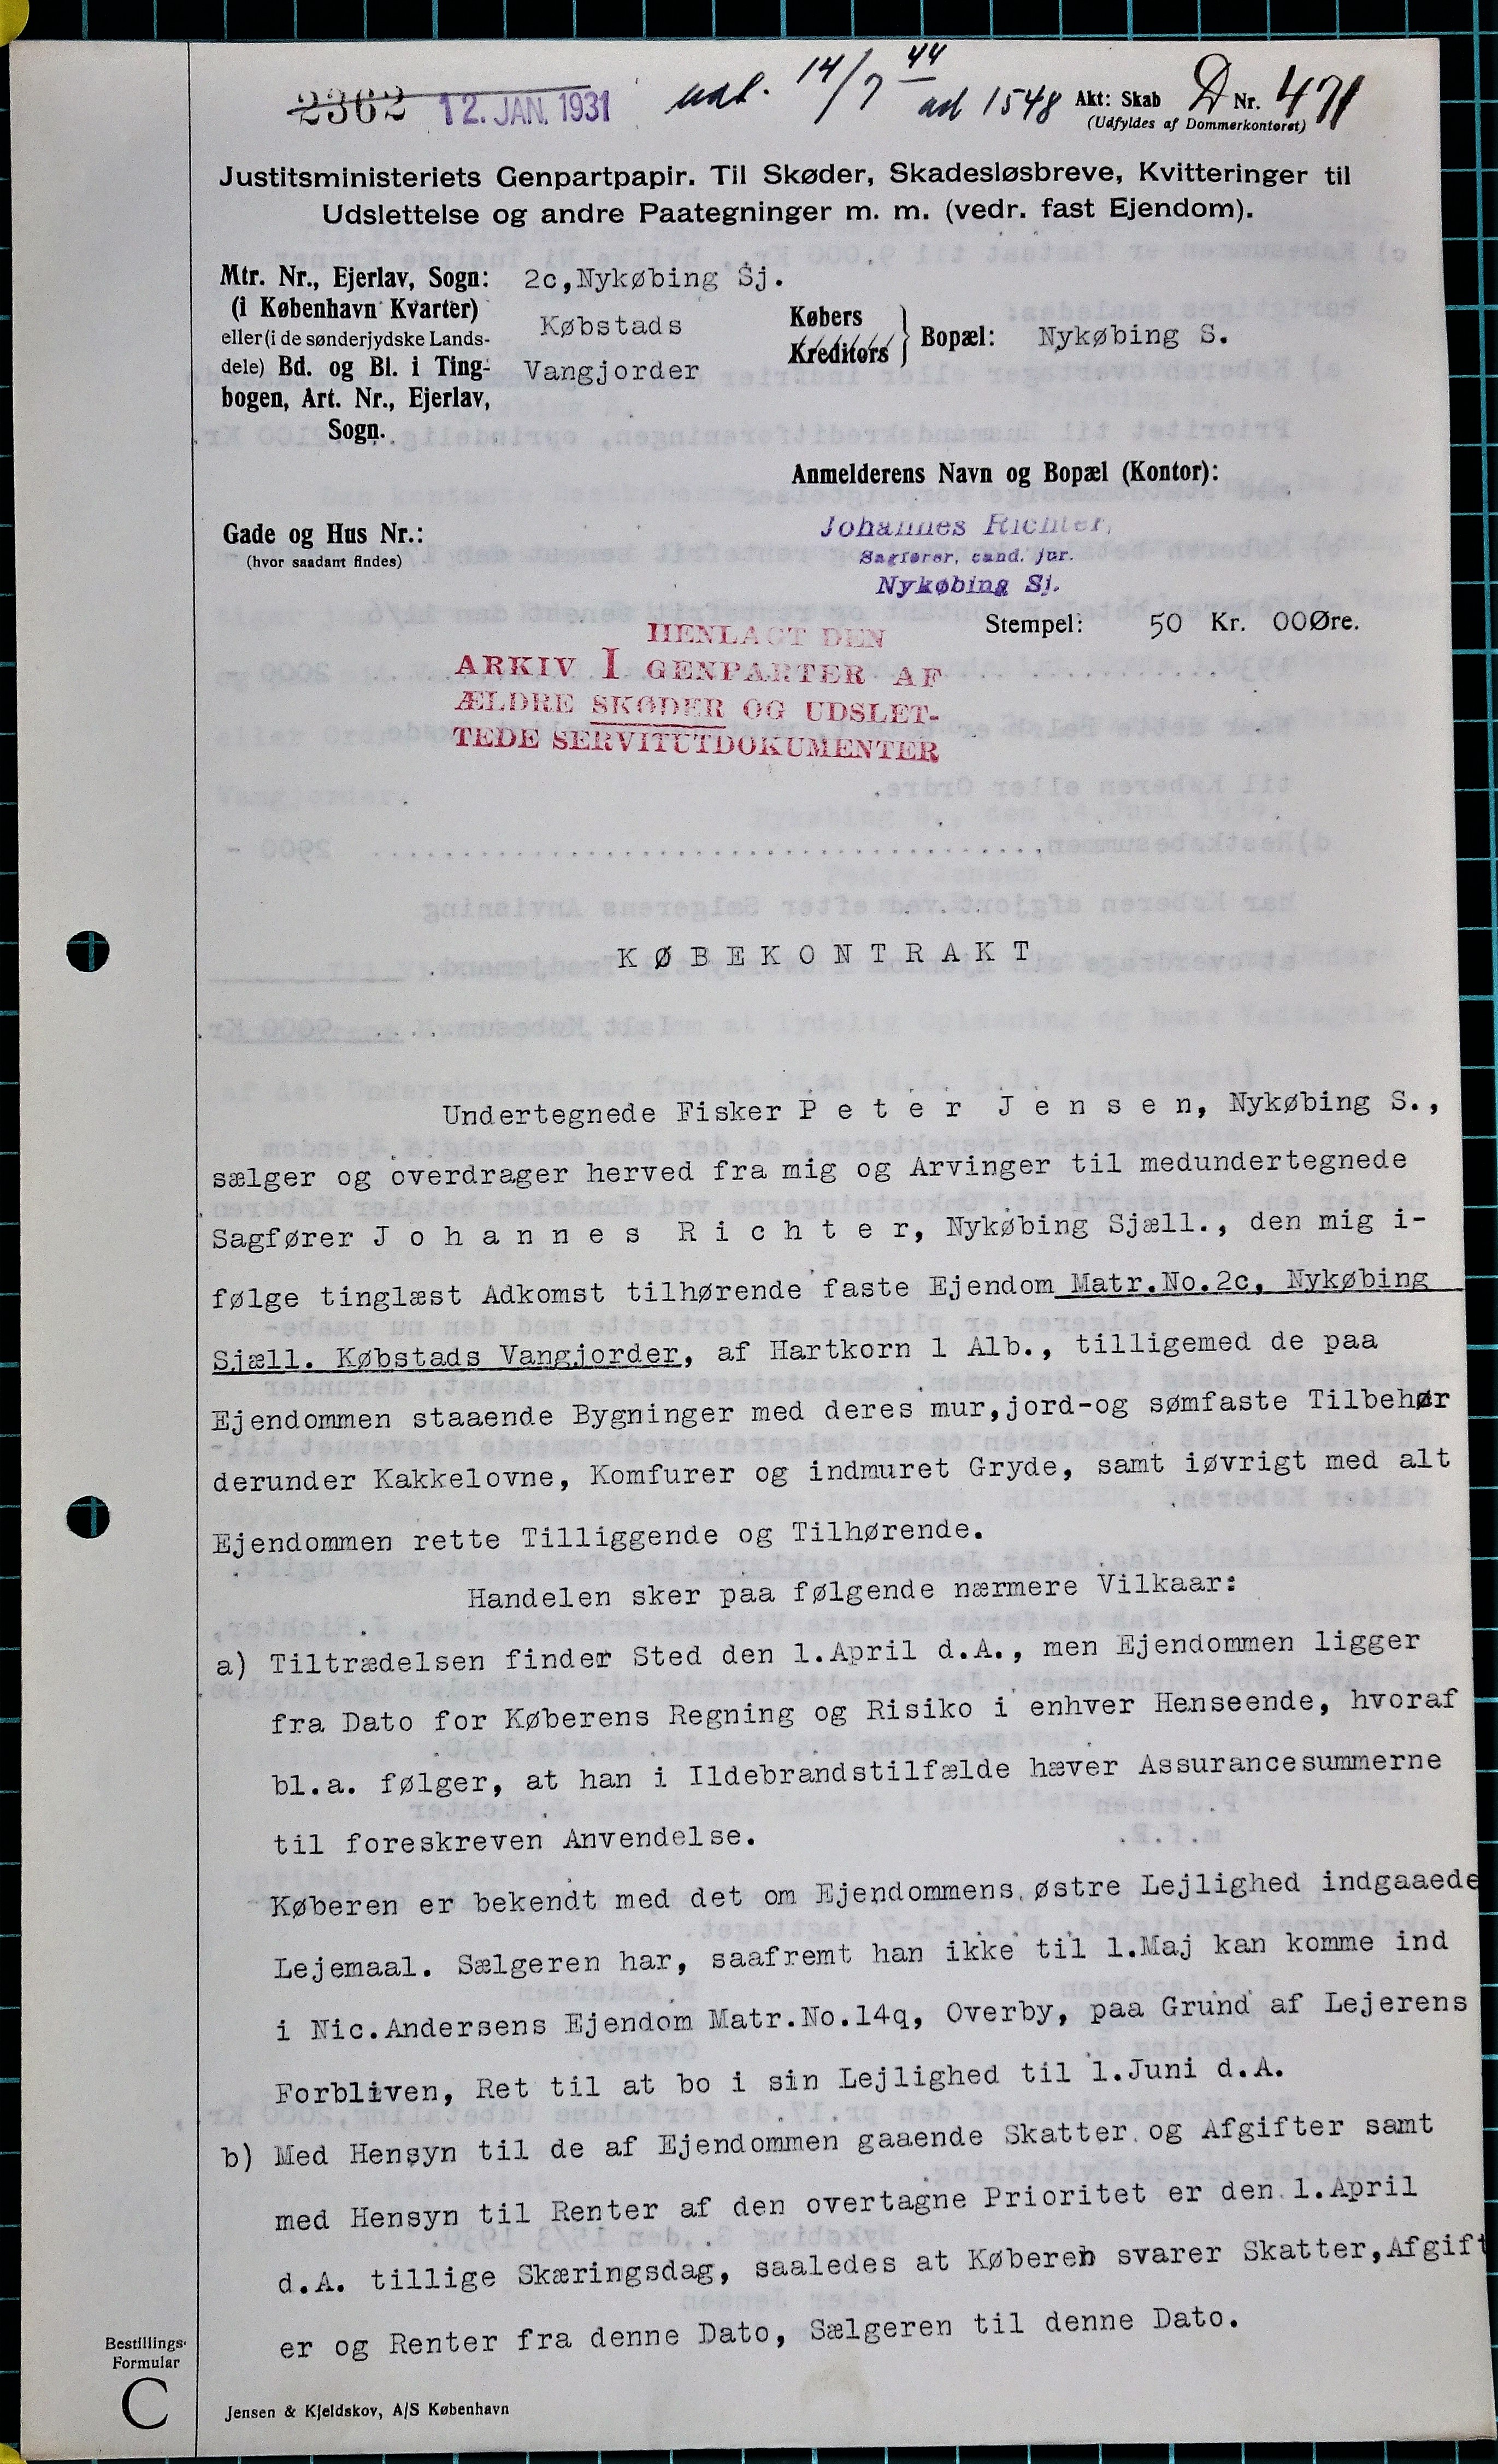 2362 12. JAN. 1931 udl. 14/7 44 ad 1548 Akt: Skab D Nr. 471
(Udfyldes af Dommerkontoret)
Justitsministeriets Genpartpapir. Til Skøder, Skadesløsbreve, Kvitteringer til
Udslettelse og andre Paategninger m. m. (vedr. fast Ejendom).
Mtr. Nr., Ejerlav, Sogn: 2c, Nykøbing Sj.
(i København Kvarter) Købstads
eller (i de sønderjydske Lands-
dele) Bd. og Bl. i Ting- Vangjorder
bogen, Art. Nr., Ejerlav,
Sogn.
Købers
Kreditors } Bopæl: Nykøbing S.
Anmelderens Navn og Bopæl (Kontor):
Gade og Hus Nr.:
(hvor saadant findes)
Johannes Richter,
Sagfører, cand. jur.
Nykøbing Sj.
Stempel: 50 Kr. 00 Øre.
HENLAGT DEN
ARKIV I GENPARTER AF
ÆLDRE SKØDER OG UDSLET-
TEDE SERVITUTDOKUMENTER
K Ø B E K O N T R A K T
Undertegnede Fisker P e t e r J e n s e n, Nykøbing S.,
sælger og overdrager herved fra mig og Arvinger til medundertegnede
Sagfører J o h a n n e s R i c h t e r, Nykøbing Sjæll., den mig i-
følge tinglæst Adkomst tilhørende faste Ejendom Matr.No.2c, Nykøbing
Sjæll. Købstads Vangjorder, af Hartkorn 1 Alb., tilligemed de paa
Ejendommen staaende Bygninger med deres mur,jord-og sømfaste Tilbehør
derunder Kakkelovne, Komfurer og indmuret Gryde, samt iøvrigt med alt
Ejendommen rette Tilliggende og Tilhørende.
Handelen sker paa følgende nærmere Vilkaar:
a) Tiltrædelsen finder Sted den 1.April d.A., men Ejendommen ligger
fra Dato for Køberens Regning og Risiko i enhver Henseende, hvoraf
bl.a. følger, at han i Ildebrandstilfælde hæver Assurancesummerne
til foreskreven Anvendelse.
Køberen er bekendt med det om Ejendommens østre Lejlighed indgaaede
Lejemaal. Sælgeren har, saafremt han ikke til 1.Maj kan komme ind
i Nic.Andersens Ejendom Matr.No.14q, Overby, paa Grund af Lejerens
Forbliven, Ret til at bo i sin Lejlighed til 1.Juni d.A.
b) Med Hensyn til de af Ejendommen gaaende Skatter og Afgifter samt
med Hensyn til Renter af den overtagne Prioritet er den 1.April
d.A. tillige Skæringsdag, saaledes at Køberen svarer Skatter,Afgift
er og Renter fra denne Dato, Sælgeren til denne Dato.
Bestillings-
Formular
C
Jensen & Kjeldskov, A/S København